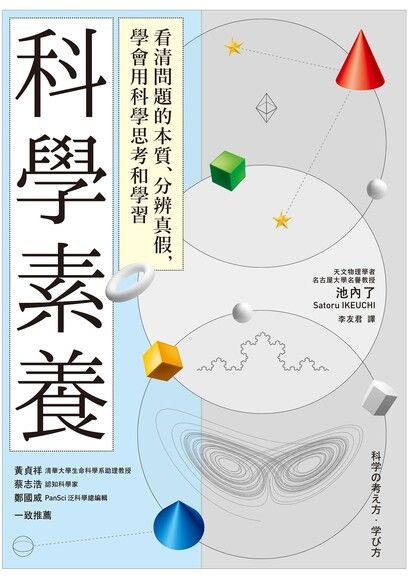 科學素養
看清問題的本質、分辨真假，
學會用科學思考和學習
天文物理學者
名古屋大學名譽教授
池內了
Satoru IKEUCHI
李友君 譯
科学の考え方・学び方
黃貞祥 清華大學生命科學系助理教授
蔡志浩 認知科學家
鄭國威 PanSci 泛科學總編輯
一致推薦